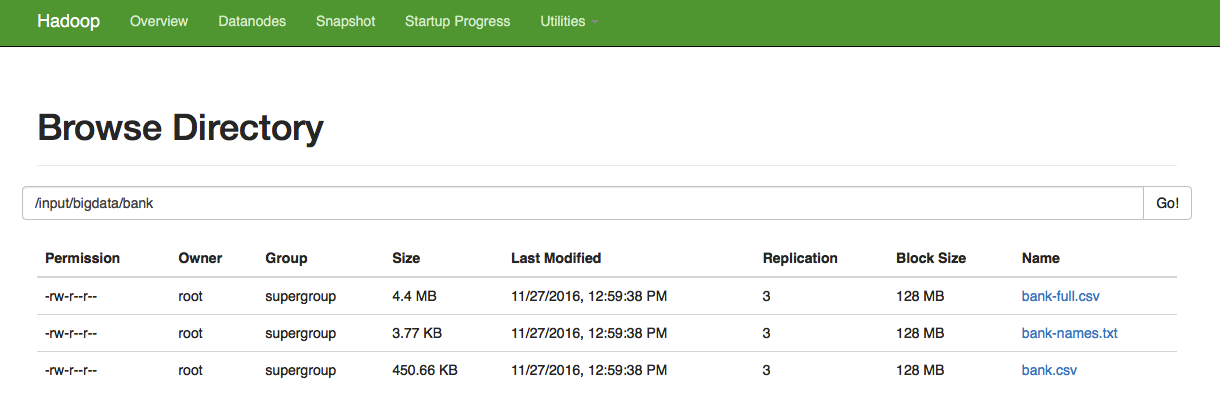 Hadoop Overview Datanodes Snapshot Startup Progress Utilities
Browse Directory
/input/bigdata/bank Go!
Permission Owner Group Size Last Modified Replication Block Size Name
-rw-r--r-- root supergroup 4.4 MB 11/27/2016, 12:59:38 PM 3 128 MB bank-full.csv
-rw-r--r-- root supergroup 3.77 KB 11/27/2016, 12:59:38 PM 3 128 MB bank-names.txt
-rw-r--r-- root supergroup 450.66 KB 11/27/2016, 12:59:38 PM 3 128 MB bank.csv